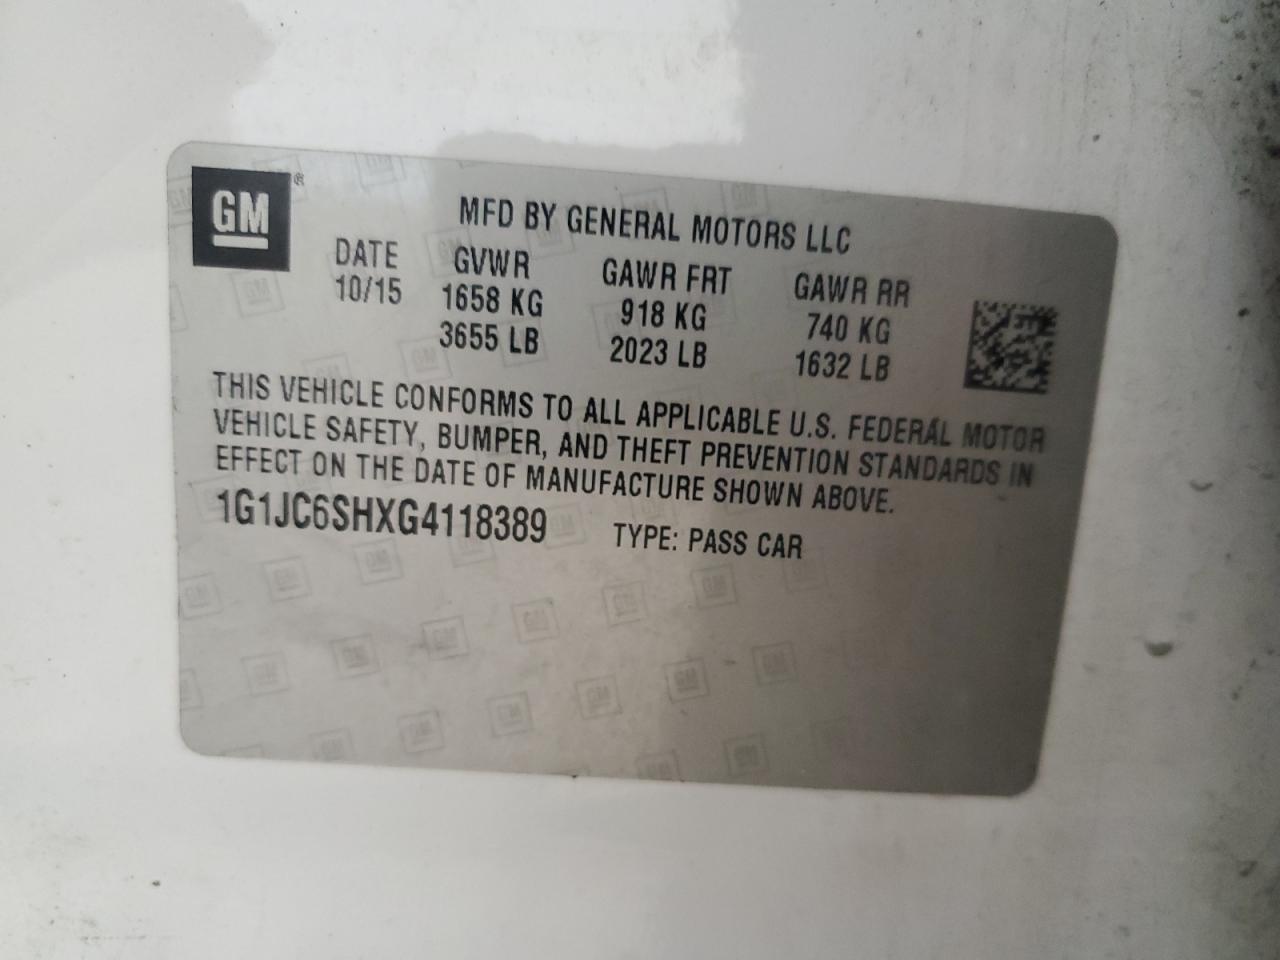 GM®
MFD BY GENERAL MOTORS LLC
DATE GVWR GAWR FRT GAWR RR
10/15 1658 KG 918 KG 740 KG
3655 LB 2023 LB 1632 LB
THIS VEHICLE CONFORMS TO ALL APPLICABLE U.S. FEDERAL MOTOR
VEHICLE SAFETY, BUMPER, AND THEFT PREVENTION STANDARDS IN
EFFECT ON THE DATE OF MANUFACTURE SHOWN ABOVE.
1G1JC6SHXG4118389 TYPE: PASS CAR